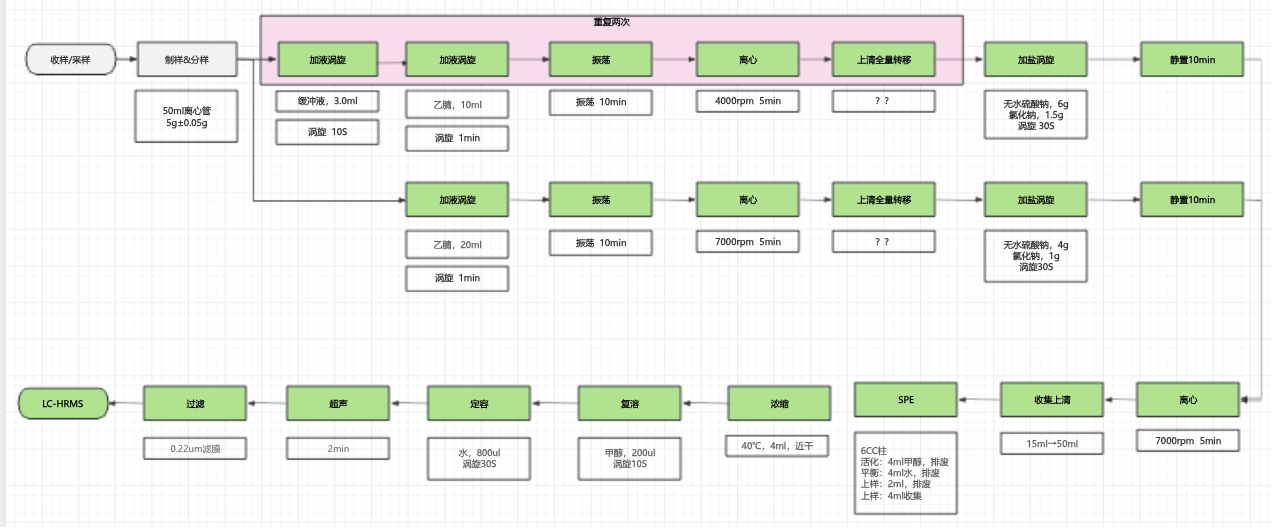 重复两次
收样/采样
制样&分样
加液涡旋
加液涡旋
振荡
离心
上清全量转移
加盐涡旋
静置10min
50ml离心管
5g±0.05g
缓冲液，3.0ml
涡旋 10S
乙腈，10ml
涡旋 1min
振荡 10min
4000rpm 5min
？？
无水硫酸钠，6g
氯化钠，1.5g
涡旋 30S
加液涡旋
振荡
离心
上清全量转移
加盐涡旋
静置10min
乙腈，20ml
涡旋 1min
振荡 10min
7000rpm 5min
？？
无水硫酸钠，4g
氯化钠，1g
涡旋30S
LC-HRMS
过滤
超声
定容
复溶
浓缩
SPE
收集上清
离心
0.22um滤膜
2min
水，800ul
涡旋30S
甲醇，200ul
涡旋10S
40℃，4ml，近干
6CC柱
活化：4ml甲醇，排废
平衡：4ml水，排废
上样：2ml，排废
上样：4ml收集
15ml→50ml
7000rpm 5min